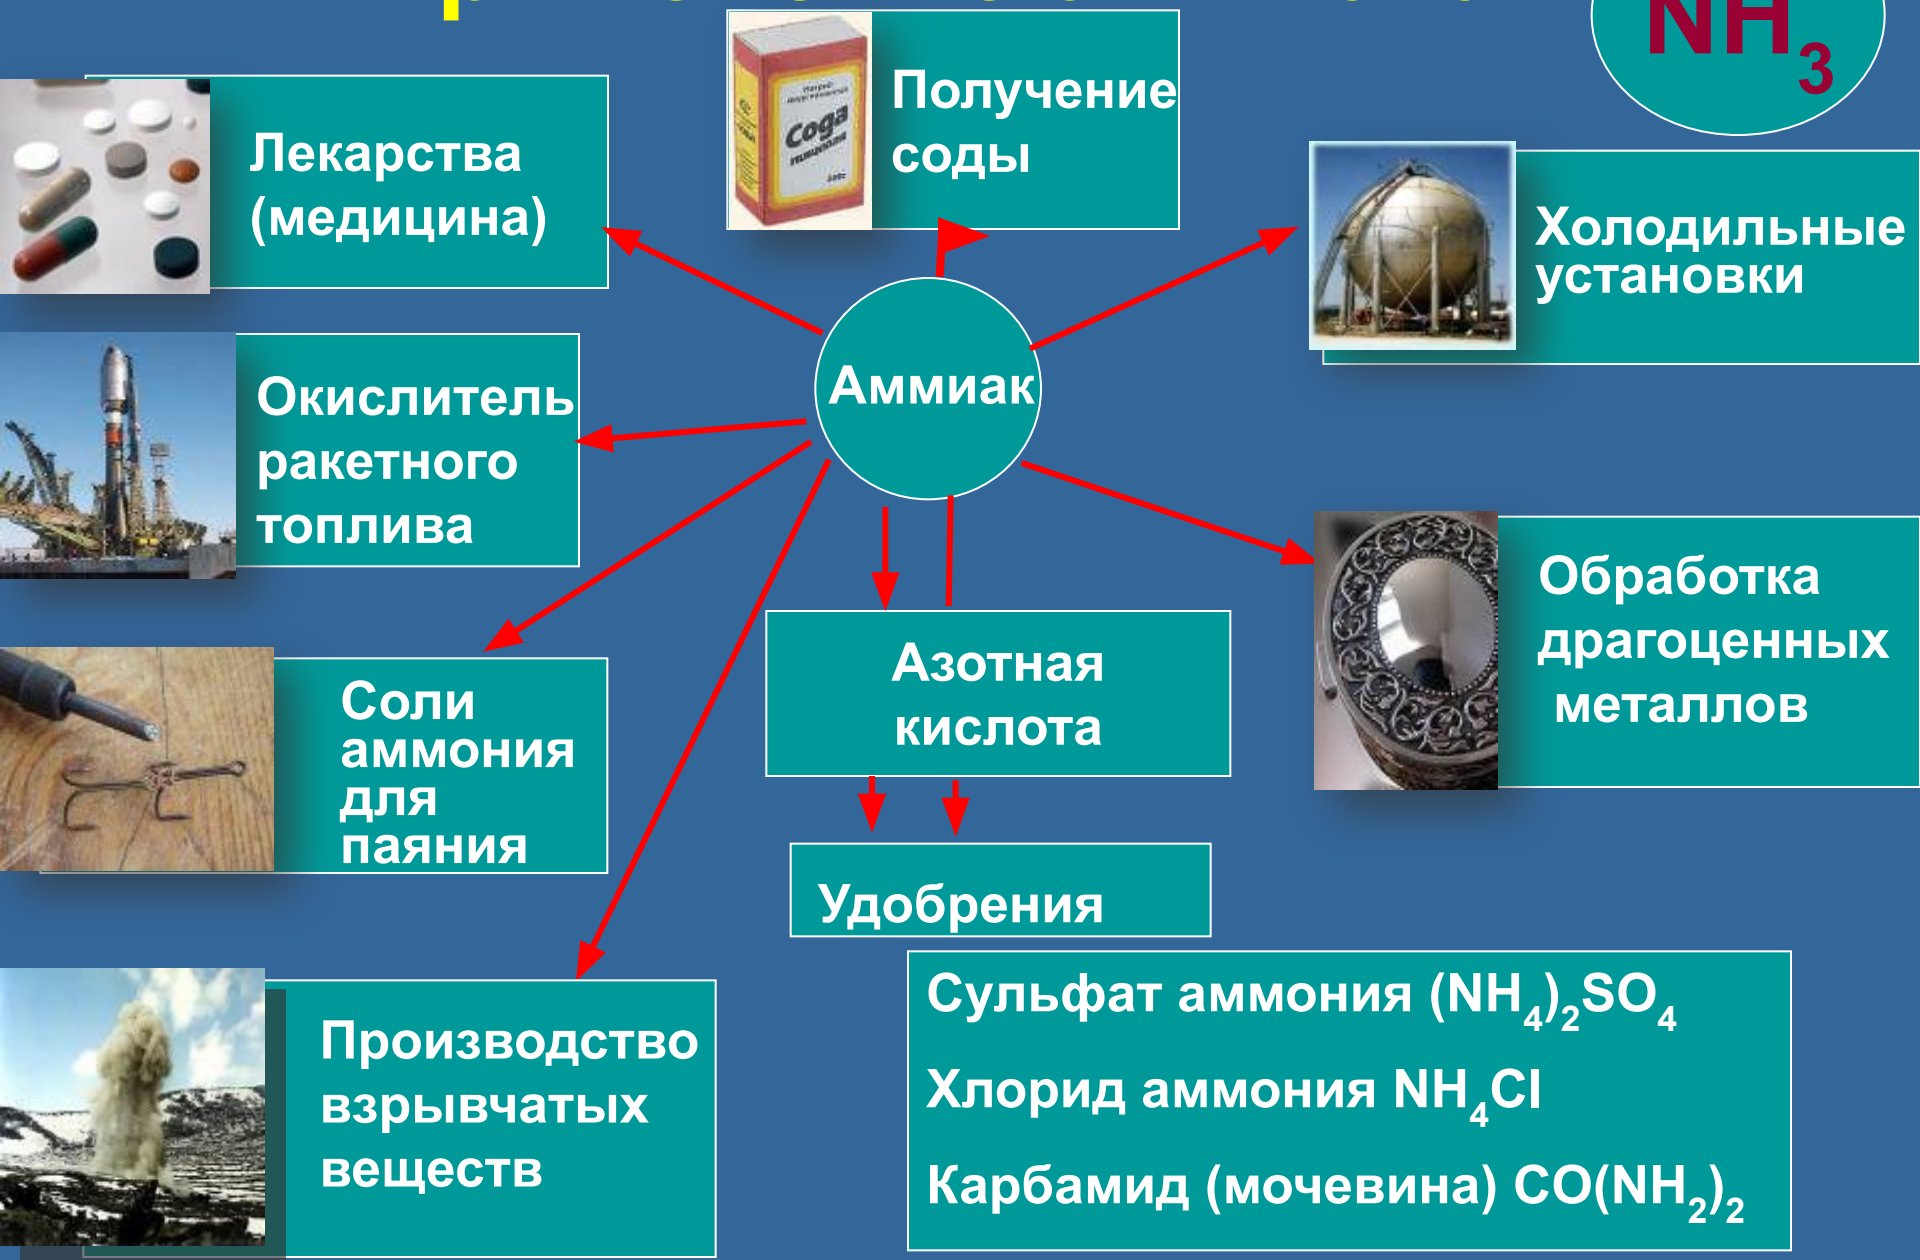 NH3
Получение
соды
Сода
Лекарства
(медицина)
Холодильные
установки
Аммиак
Окислитель
ракетного
топлива
Обработка
драгоценных
металлов
Азотная
кислота
Соли
аммония
для
паяния
Удобрения
Сульфат аммония (NH4)2SO4
Хлорид аммония NH4Cl
Карбамид (мочевина) CO(NH2)2
Производство
взрывчатых
веществ